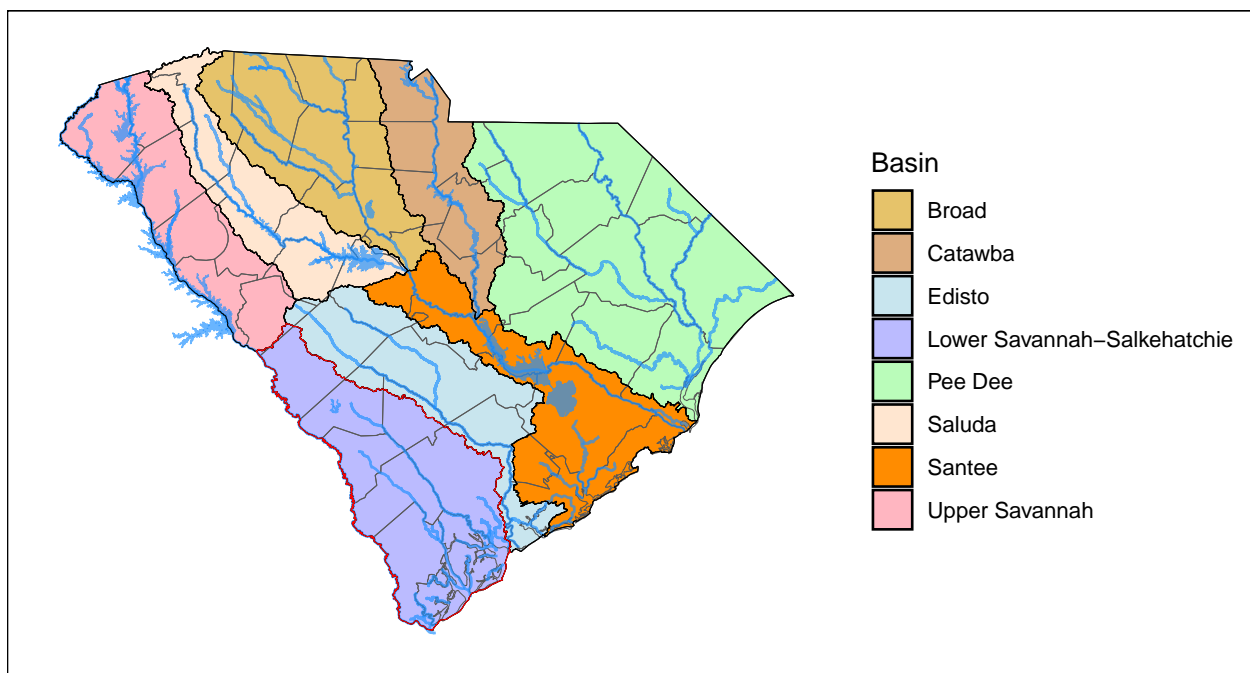 Basin
Broad
Catawba
Edisto
Lower Savannah−Salkehatchie
Pee Dee
Saluda
Santee
Upper Savannah